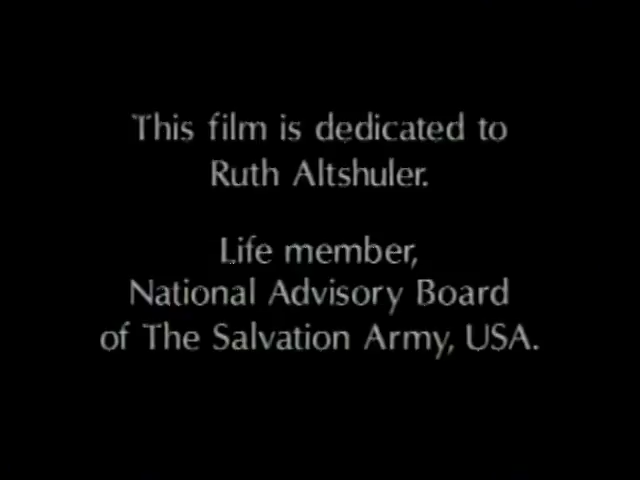 This film is dedicated to
Ruth Altshuler.
Life member,
National Advisory Board
of The Salvation Army, USA.